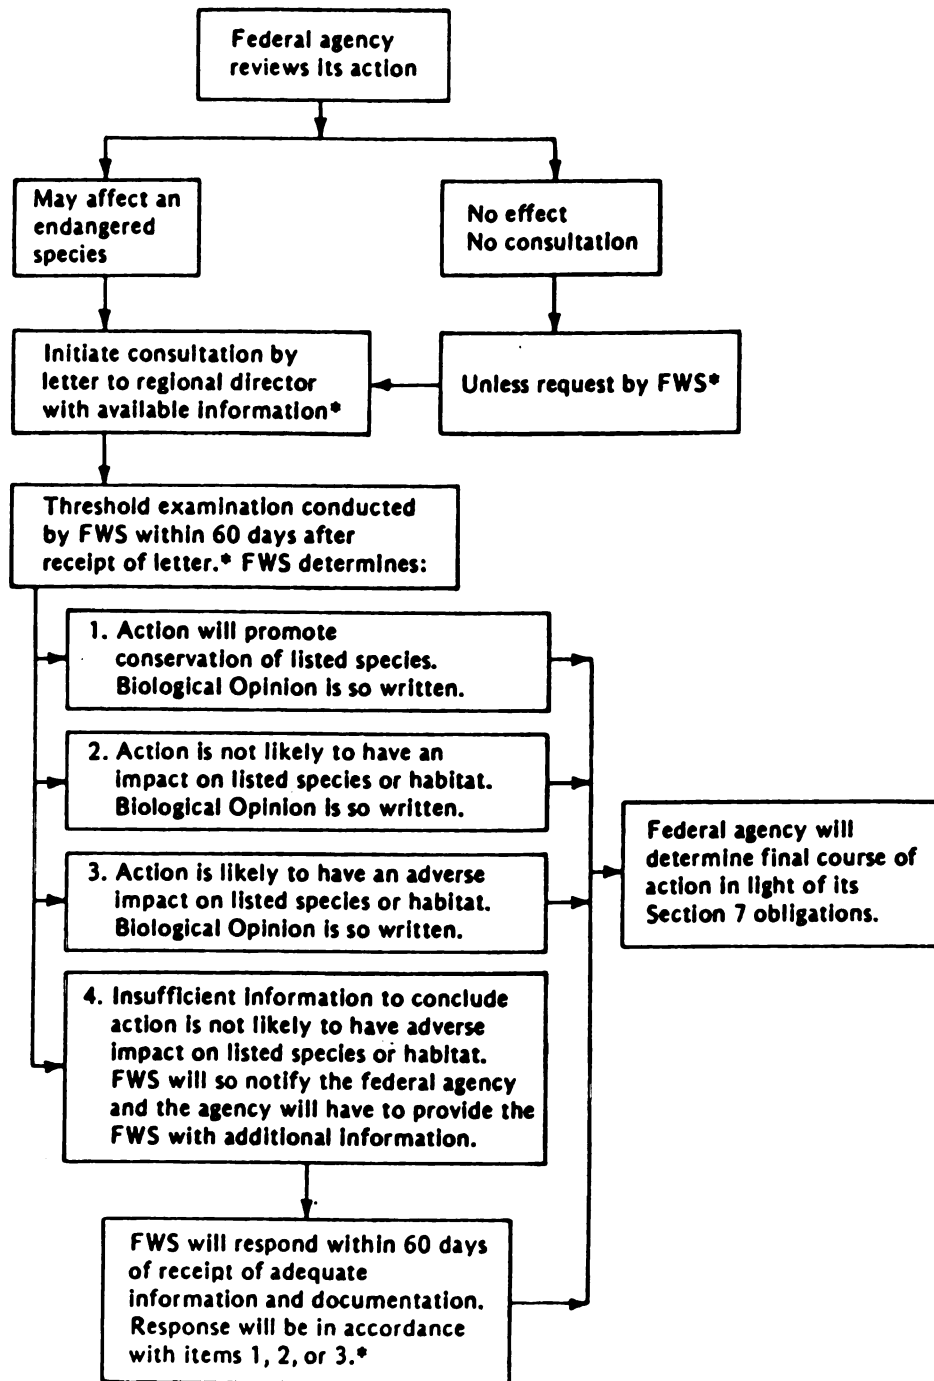 Federal agency
reviews its action
May affect an
endangered
species
No effect
No consultation
Initiate consultation by
letter to regional director
with available information*
Unless request by FWS*
Threshold examination conducted
by FWS within 60 days after
receipt of letter.* FWS determines:
1. Action will promote
conservation of listed species.
Biological Opinion is so written.
2. Action is not likely to have an
impact on listed species or habitat.
Biological Opinion is so written.
3. Action is likely to have an adverse
impact on listed species or habitat.
Biological Opinion is so written.
4. Insufficient information to conclude
action is not likely to have adverse
impact on listed species or habitat.
FWS will so notify the federal agency
and the agency will have to provide the
FWS with additional information.
Federal agency will
determine final course of
action in light of its
Section 7 obligations.
FWS will respond within 60 days
of receipt of adequate
information and documentation.
Response will be in accordance
with items 1, 2, or 3.*